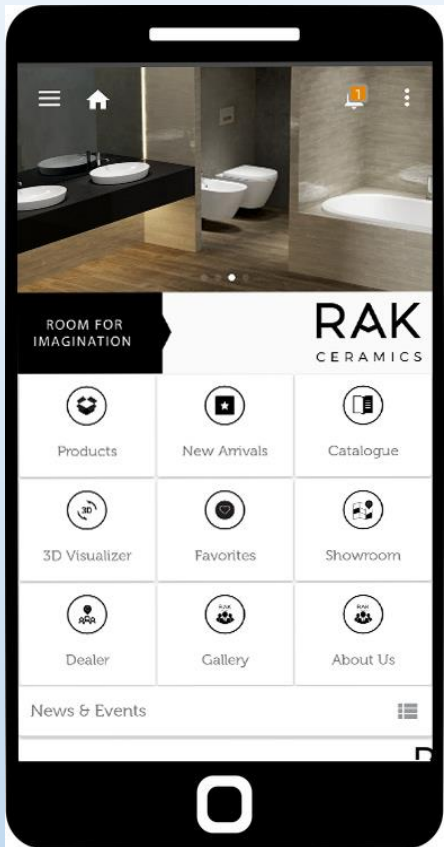 1
ROOM FOR
IMAGINATION
RAK
CERAMICS
Products
New Arrivals
Catalogue
3D
3D Visualizer
Favorites
Showroom
RAK
RAK
Dealer
Gallery
About Us
News & Events